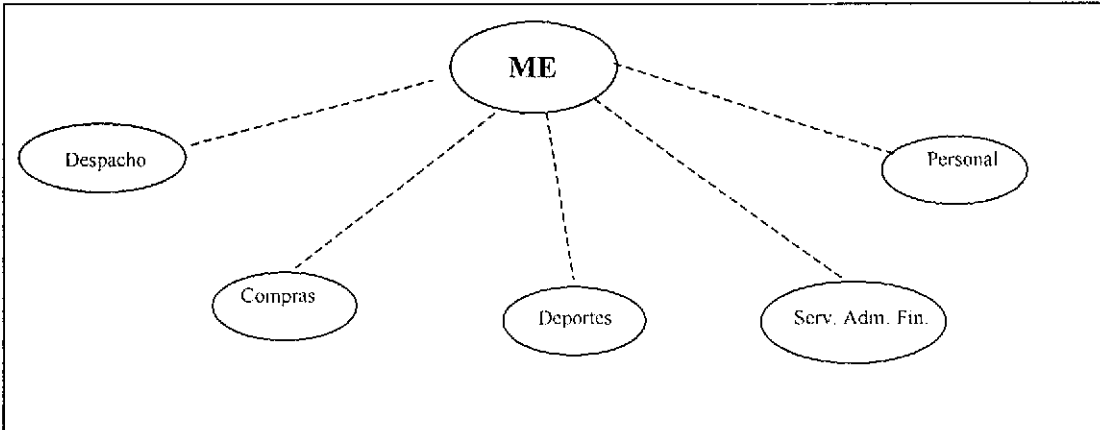 ME
Despacho
Personal
Compras
Deportes
Serv. Adm. Fin.